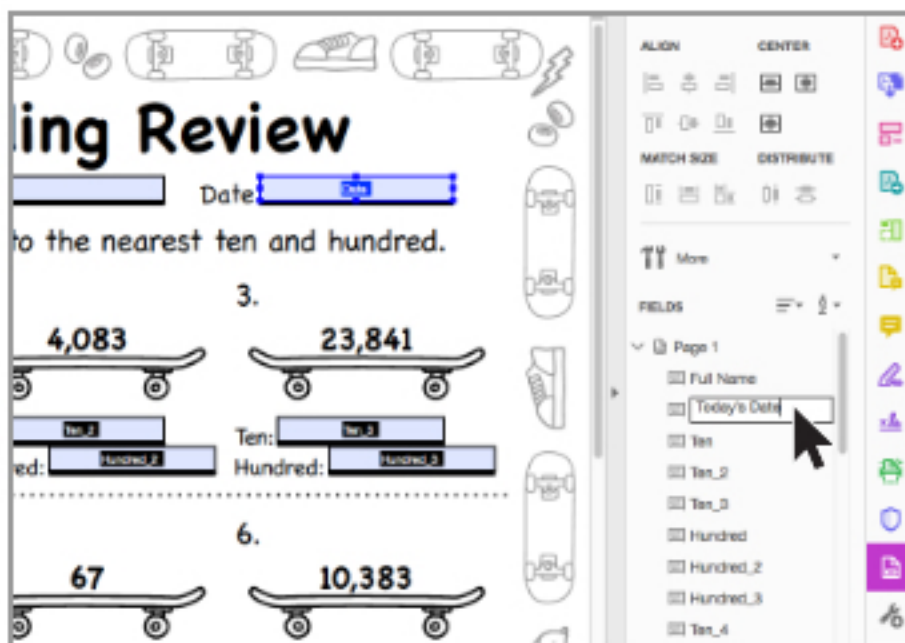 ing Review
Date
Date
to the nearest ten and hundred.
3.
4,083
23,841
Ten_2
Hundred_2
ed:
Ten:
Ten_3
Hundred:
Hundred_3
6.
67
10,383
ALIGN
CENTER
MATCH SIZE
DISTRIBUTE
More
FIELDS
Page 1
Full Name
Today's Date
Ten
Ten_2
Ten_3
Hundred
Hundred_2
Hundred_3
Ten_4